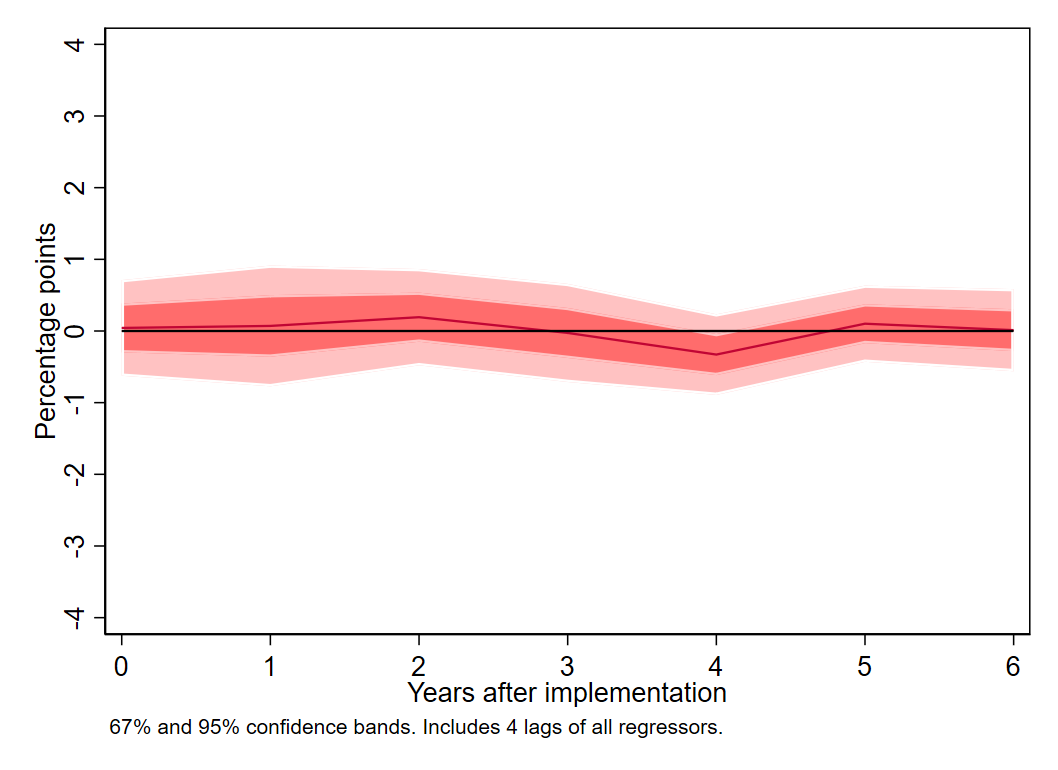 4
3
2
1
0
-1
-2
-3
-4
Percentage points
0 1 2 3 4 5 6
Years after implementation
67% and 95% confidence bands. Includes 4 lags of all regressors.